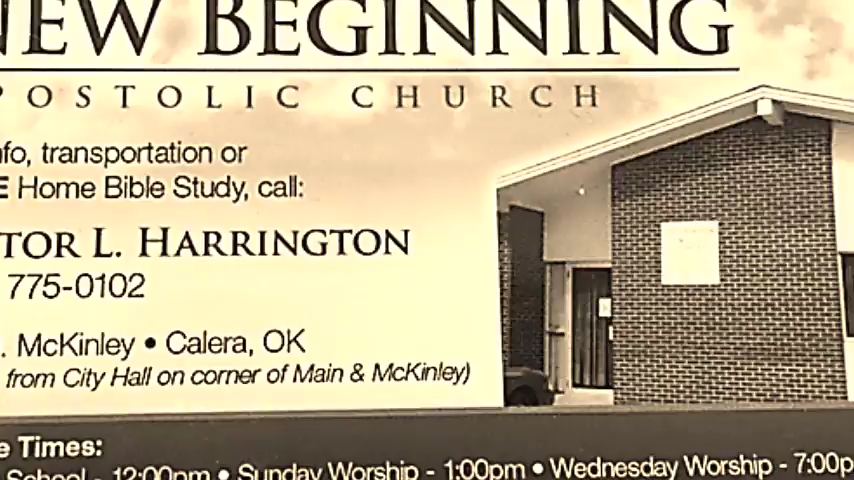 NEW BEGINNING
POSTOLIC CHURCH
nfo, transportation or
E Home Bible Study, call:
TOR L. HARRINGTON
775-0102
. McKinley • Calera, OK
from City Hall on corner of Main & McKinley)
e Times:
School - 12:00pm • Sunday Worship - 1:00pm • Wednesday Worship - 7:00p